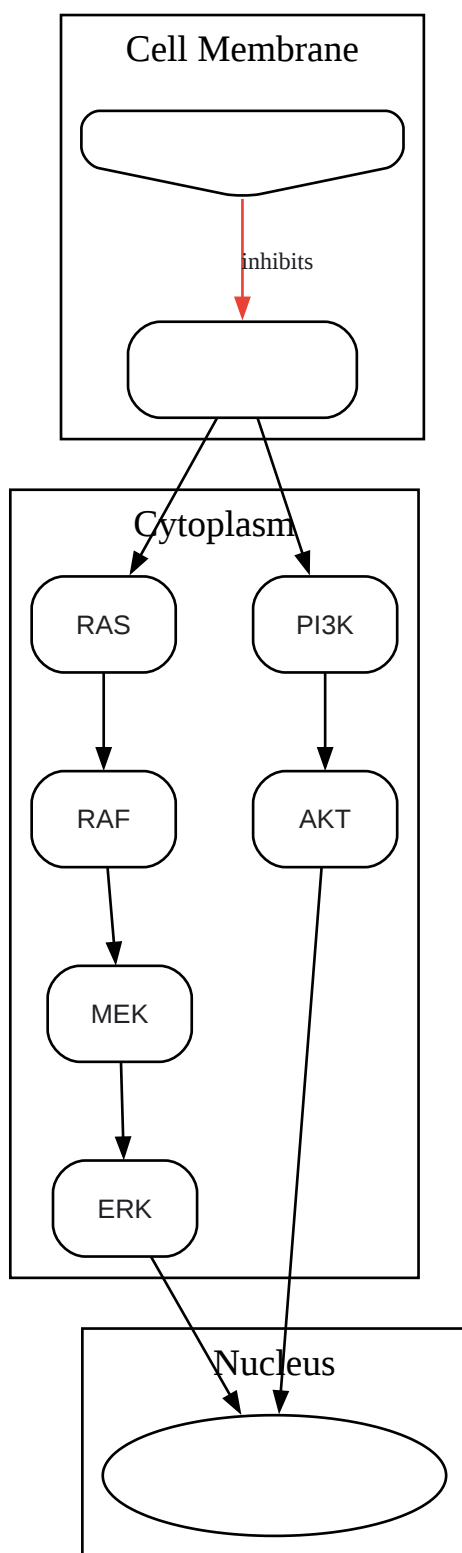 Cell Membrane
inhibits
Cytoplasm
RAS
PI3K
RAF
AKT
MEK
ERK
Nucleus